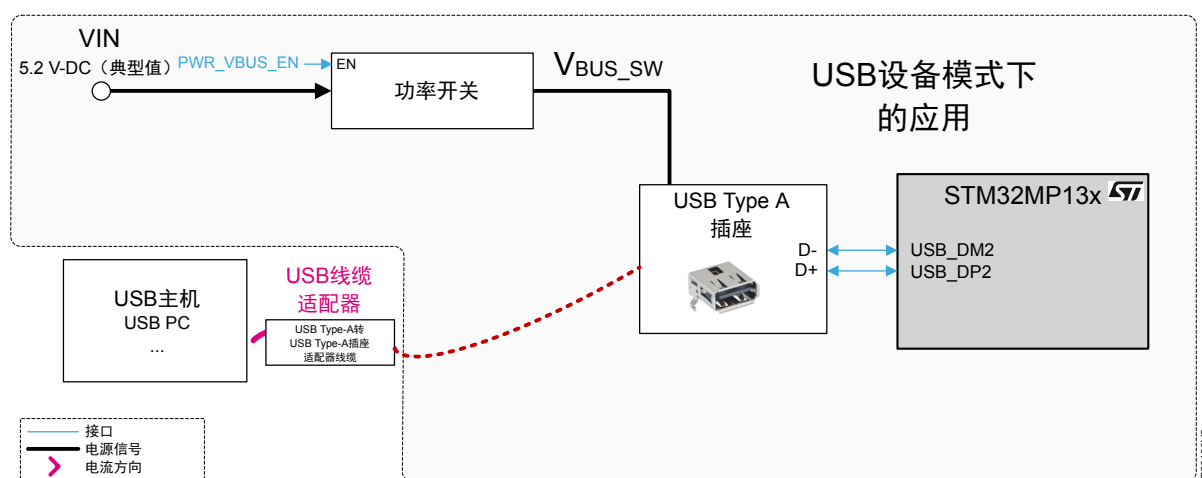 VIN
5.2 V-DC（典型值）
PWR_VBUS_EN
EN
功率开关
VBUS_SW
USB设备模式下
的应用
USB Type A
插座
D-
D+
STM32MP13x
USB_DM2
USB_DP2
USB主机
USB PC
...
USB线缆
适配器
USB Type-A转
USB Type-A插座
适配器线缆
接口
电源信号
电流方向